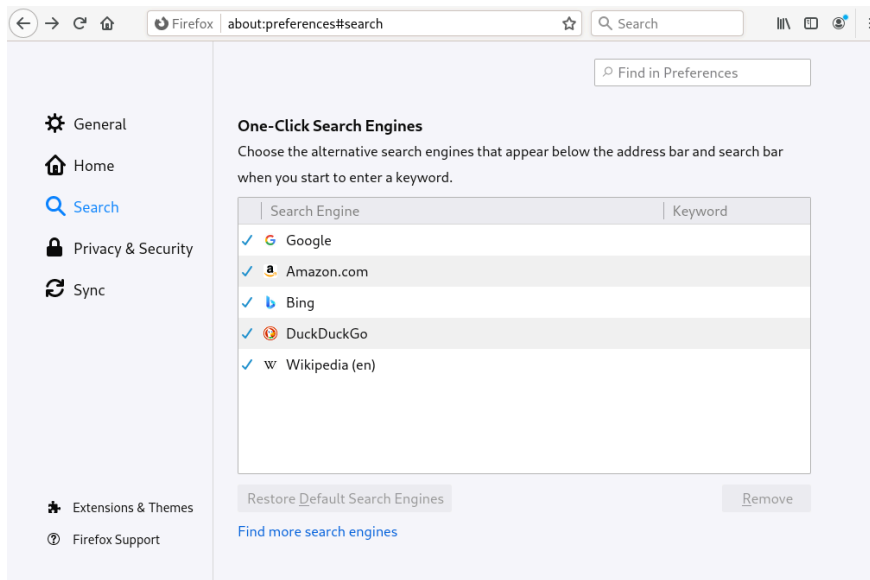 Firefox about:preferences#search Search
Find in Preferences
General
Home
Search
Privacy & Security
Sync
Extensions & Themes
Firefox Support
One-Click Search Engines
Choose the alternative search engines that appear below the address bar and search bar
when you start to enter a keyword.
Search Engine Keyword
Google
Amazon.com
Bing
DuckDuckGo
Wikipedia (en)
Restore Default Search Engines Remove
Find more search engines